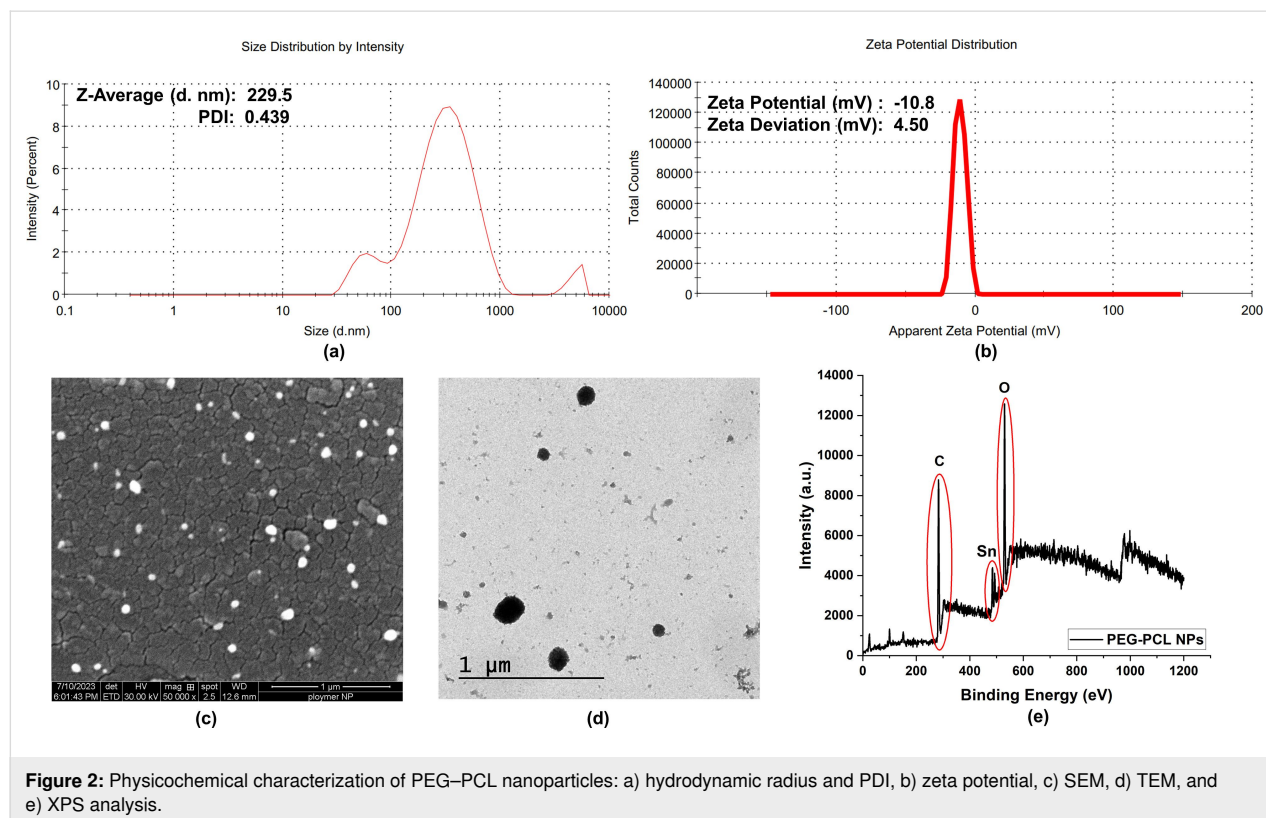 Size Distribution by Intensity
Z-Average (d. nm): 229.5
PDI: 0.439
Intensity (Percent)
10
8
6
4
2
0
0.1 1 10 100 1000 10000
Size (d.nm)
(a)
Zeta Potential Distribution
Zeta Potential (mV) : -10.8
Zeta Deviation (mV): 4.50
Total Counts
140000
120000
100000
80000
60000
40000
20000
0
-100 0 100 200
Apparent Zeta Potential (mV)
(b)
7/10/2023 det HV mag ⊞ spot WD 1 µm
6:01:43 PM ETD 30.00 kV 50 000 x 2.5 12.6 mm ploymer NP
(c)
1 µm
(d)
Intensity (a.u.)
14000
12000
10000
8000
6000
4000
2000
0
C
Sn
O
PEG-PCL NPs
0 200 400 600 800 1000 1200
Binding Energy (eV)
(e)
Figure 2: Physicochemical characterization of PEG–PCL nanoparticles: a) hydrodynamic radius and PDI, b) zeta potential, c) SEM, d) TEM, and
e) XPS analysis.